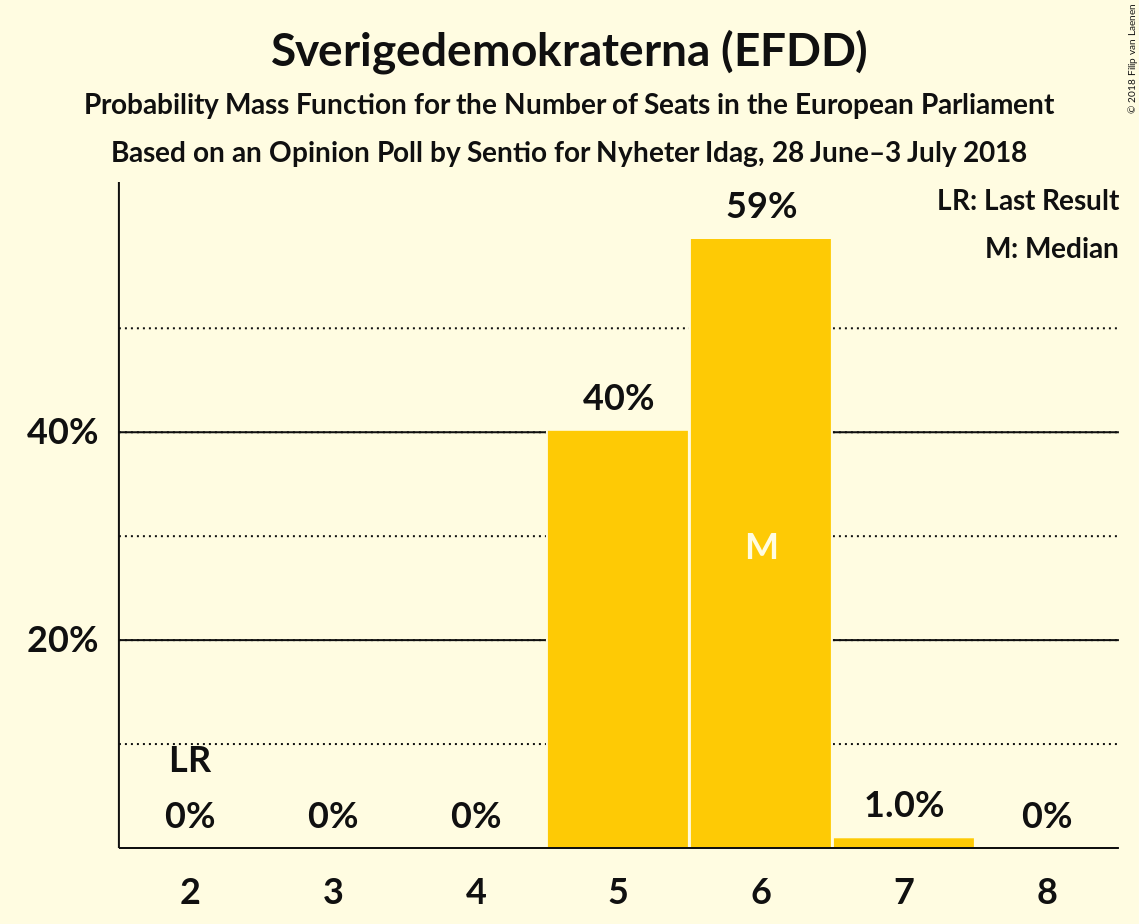 Sverigedemokraterna (EFDD)
Probability Mass Function for the Number of Seats in the European Parliament
Based on an Opinion Poll by Sentio for Nyheter Idag, 28 June–3 July 2018
© 2018 Filip van Laenen
LR: Last Result
M: Median
59%
40%
40%
M
20%
LR
0% 0% 0% 1.0% 0%
2 3 4 5 6 7 8